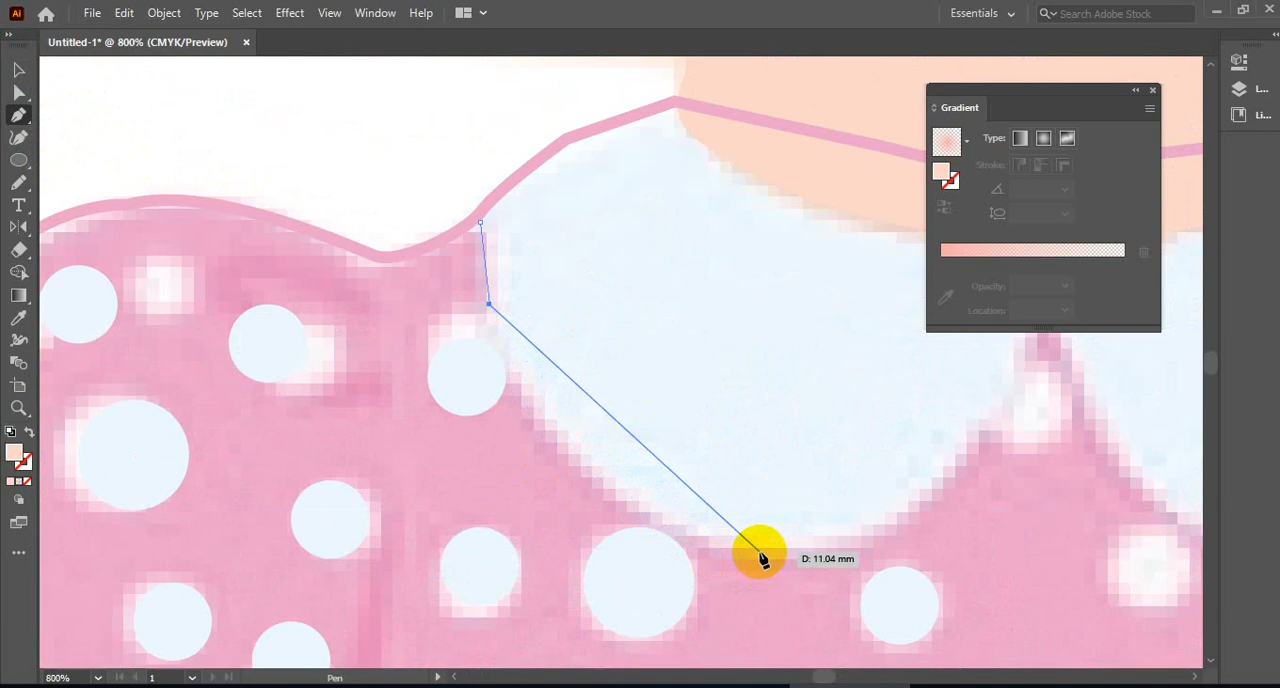 Ai File Edit Object Type Select Effect View Window Help Essentials Search Adobe Stock
Untitled-1* @ 800% (CMYK/Preview) ×
L...
Li...
Gradient
Type:
Stroke:
Opacity:
Location:
D: 11.04 mm
800% 1 Pen